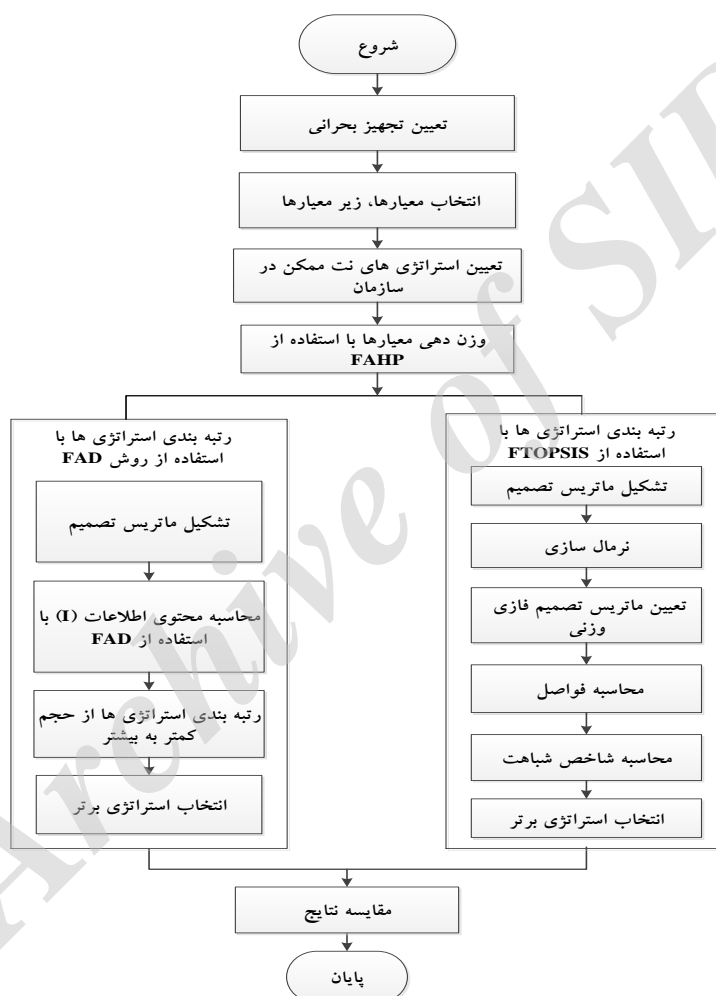 شروع
تعیین تجهیز بحرانی
انتخاب معیارها، زیر معیارها
تعیین استراتژی های نت ممکن در
سازمان
وزن دهی معیارها با استفاده از
FAHP
رتبه بندی استراتژی ها با
استفاده از FTOPSIS
تشکیل ماتریس تصمیم
نرمال سازی
تعیین ماتریس تصمیم فازی
وزنی
محاسبه فواصل
محاسبه شاخص شباهت
انتخاب استراتژی برتر
رتبه بندی استراتژی ها با
استفاده از روش FAD
تشکیل ماتریس تصمیم
محاسبه محتوی اطلاعات (I) با
استفاده از FAD
رتبه بندی استراتژی ها از حجم
کمتر به بیشتر
انتخاب استراتژی برتر
مقایسه نتایج
پایان
Archive of SID